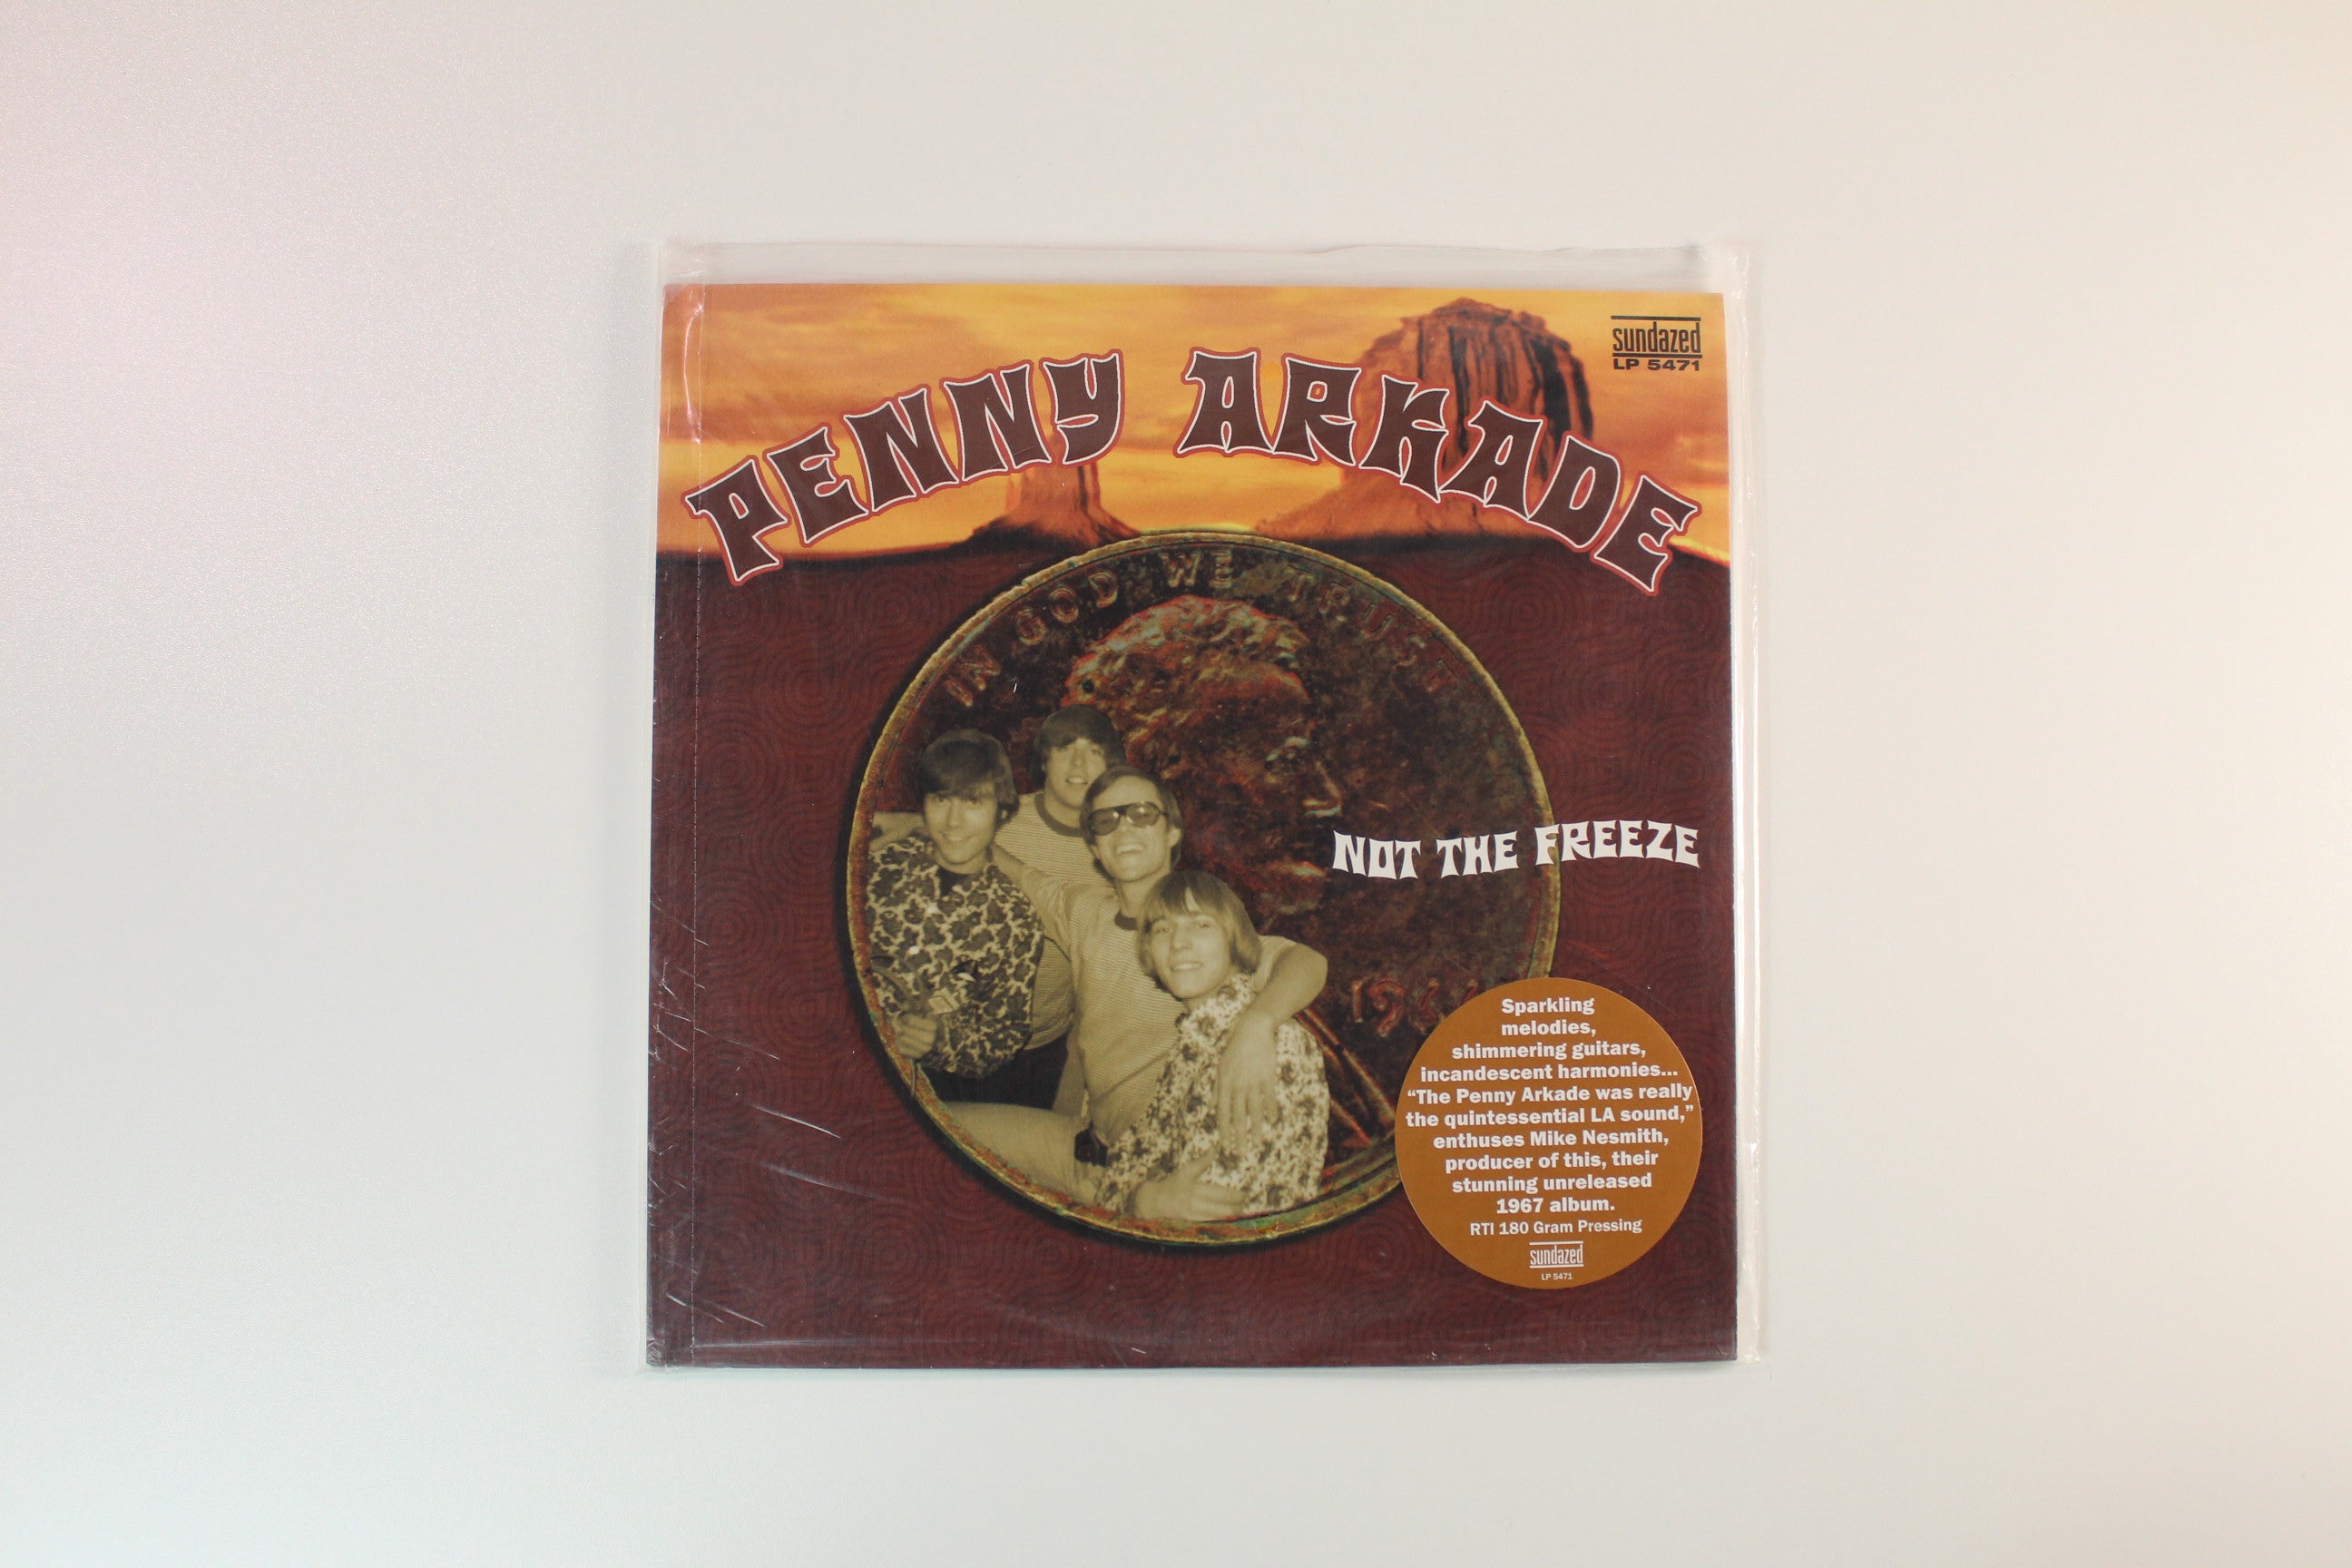 sundazed
LP 5471
PENNY ARKADE
IN GOD WE TRUST
NOT THE FREEZE
Sparkling
melodies,
shimmering guitars,
incandescent harmonies...
“The Penny Arkade was really
the quintessential LA sound,”
enthuses Mike Nesmith,
producer of this, their
stunning unreleased
1967 album.
RTI 180 Gram Pressing
sundazed
LP 5471